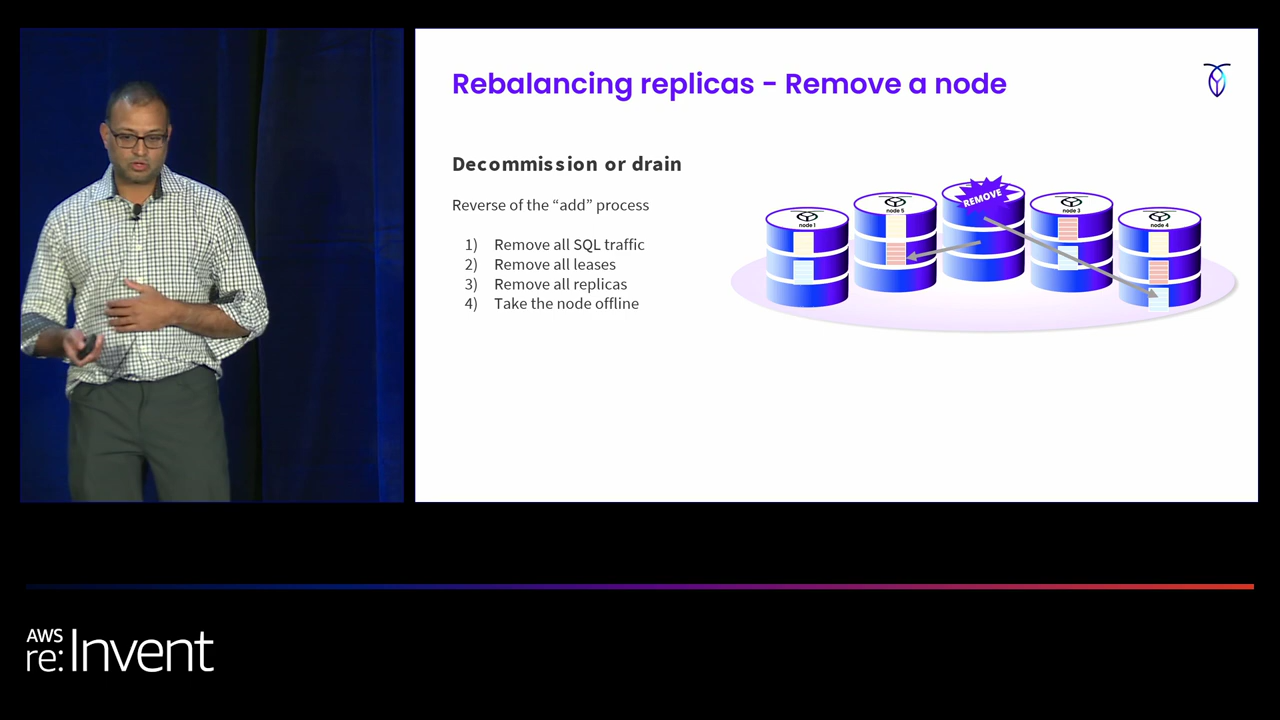 Rebalancing replicas - Remove a node
Decommission or drain
Reverse of the “add” process
1) Remove all SQL traffic
2) Remove all leases
3) Remove all replicas
4) Take the node offline
REMOVE
node 1
node 5
node 3
node 4
AWS
re:Invent